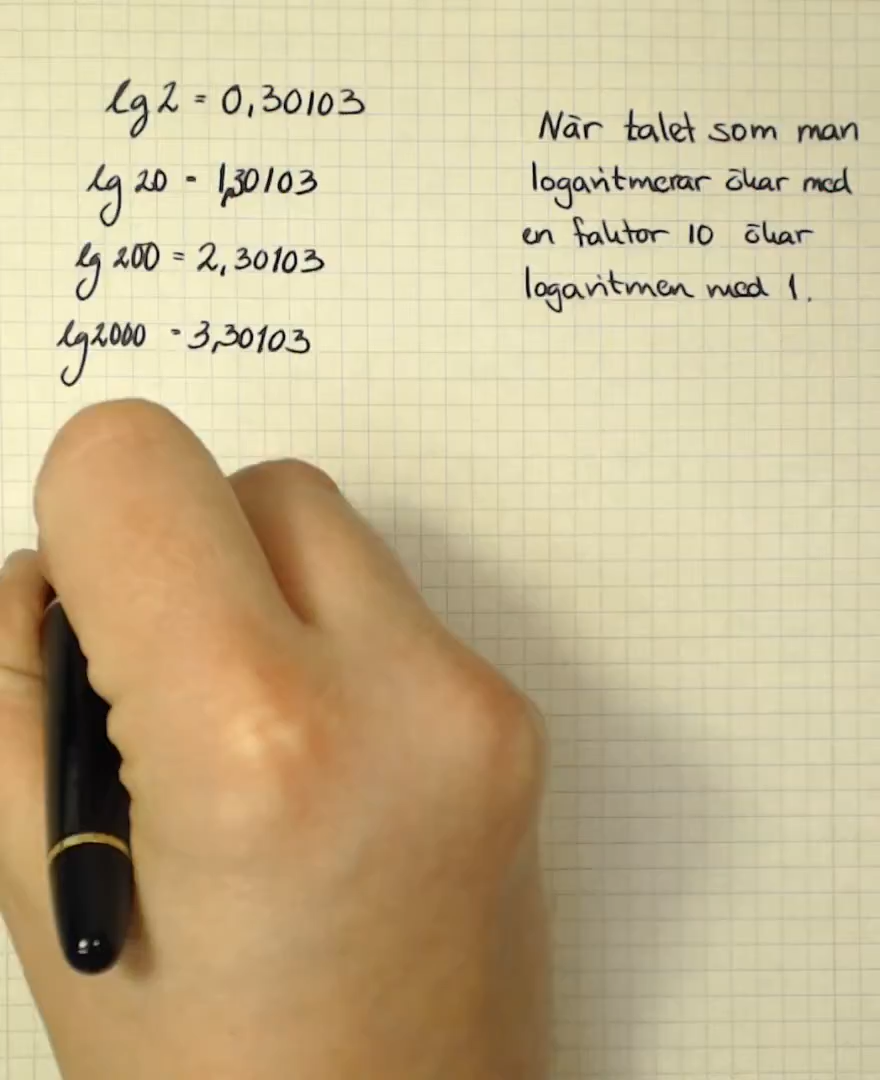 lg 2 = 0,30103
lg 20 = 1,30103
lg 200 = 2,30103
lg 2000 = 3,30103
När talet som man
logaritmerar ökar med
en faktor 10 ökar
logaritmen med 1.